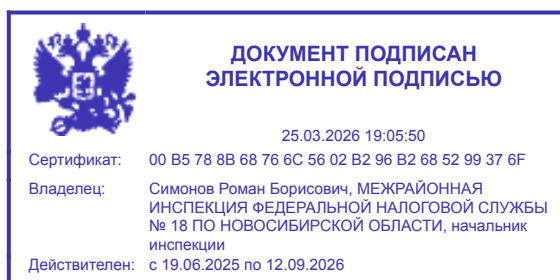 ДОКУМЕНТ ПОДПИСАН
ЭЛЕКТРОННОЙ ПОДПИСЬЮ
25.03.2026 19:05:50
Сертификат: 00 B5 78 8B 68 76 6C 56 02 B2 96 B2 68 52 99 37 6F
Владелец: Симонов Роман Борисович, МЕЖРАЙОННАЯ
ИНСПЕКЦИЯ ФЕДЕРАЛЬНОЙ НАЛОГОВОЙ СЛУЖБЫ
№ 18 ПО НОВОСИБИРСКОЙ ОБЛАСТИ, начальник
инспекции
Действителен: с 19.06.2025 по 12.09.2026